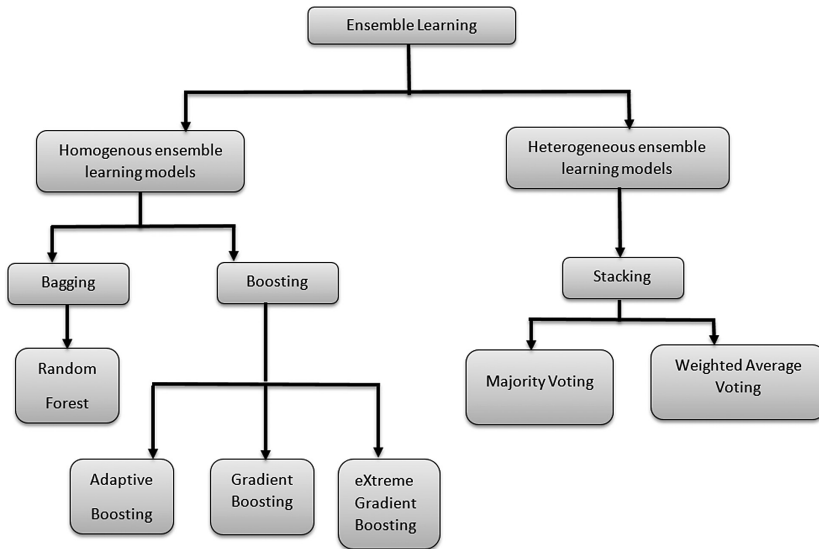 Ensemble Learning
Homogenous ensemble
learning models
Heterogeneous ensemble
learning models
Bagging
Boosting
Stacking
Random
Forest
Majority Voting
Weighted Average
Voting
Adaptive
Boosting
Gradient
Boosting
eXtreme
Gradient
Boosting